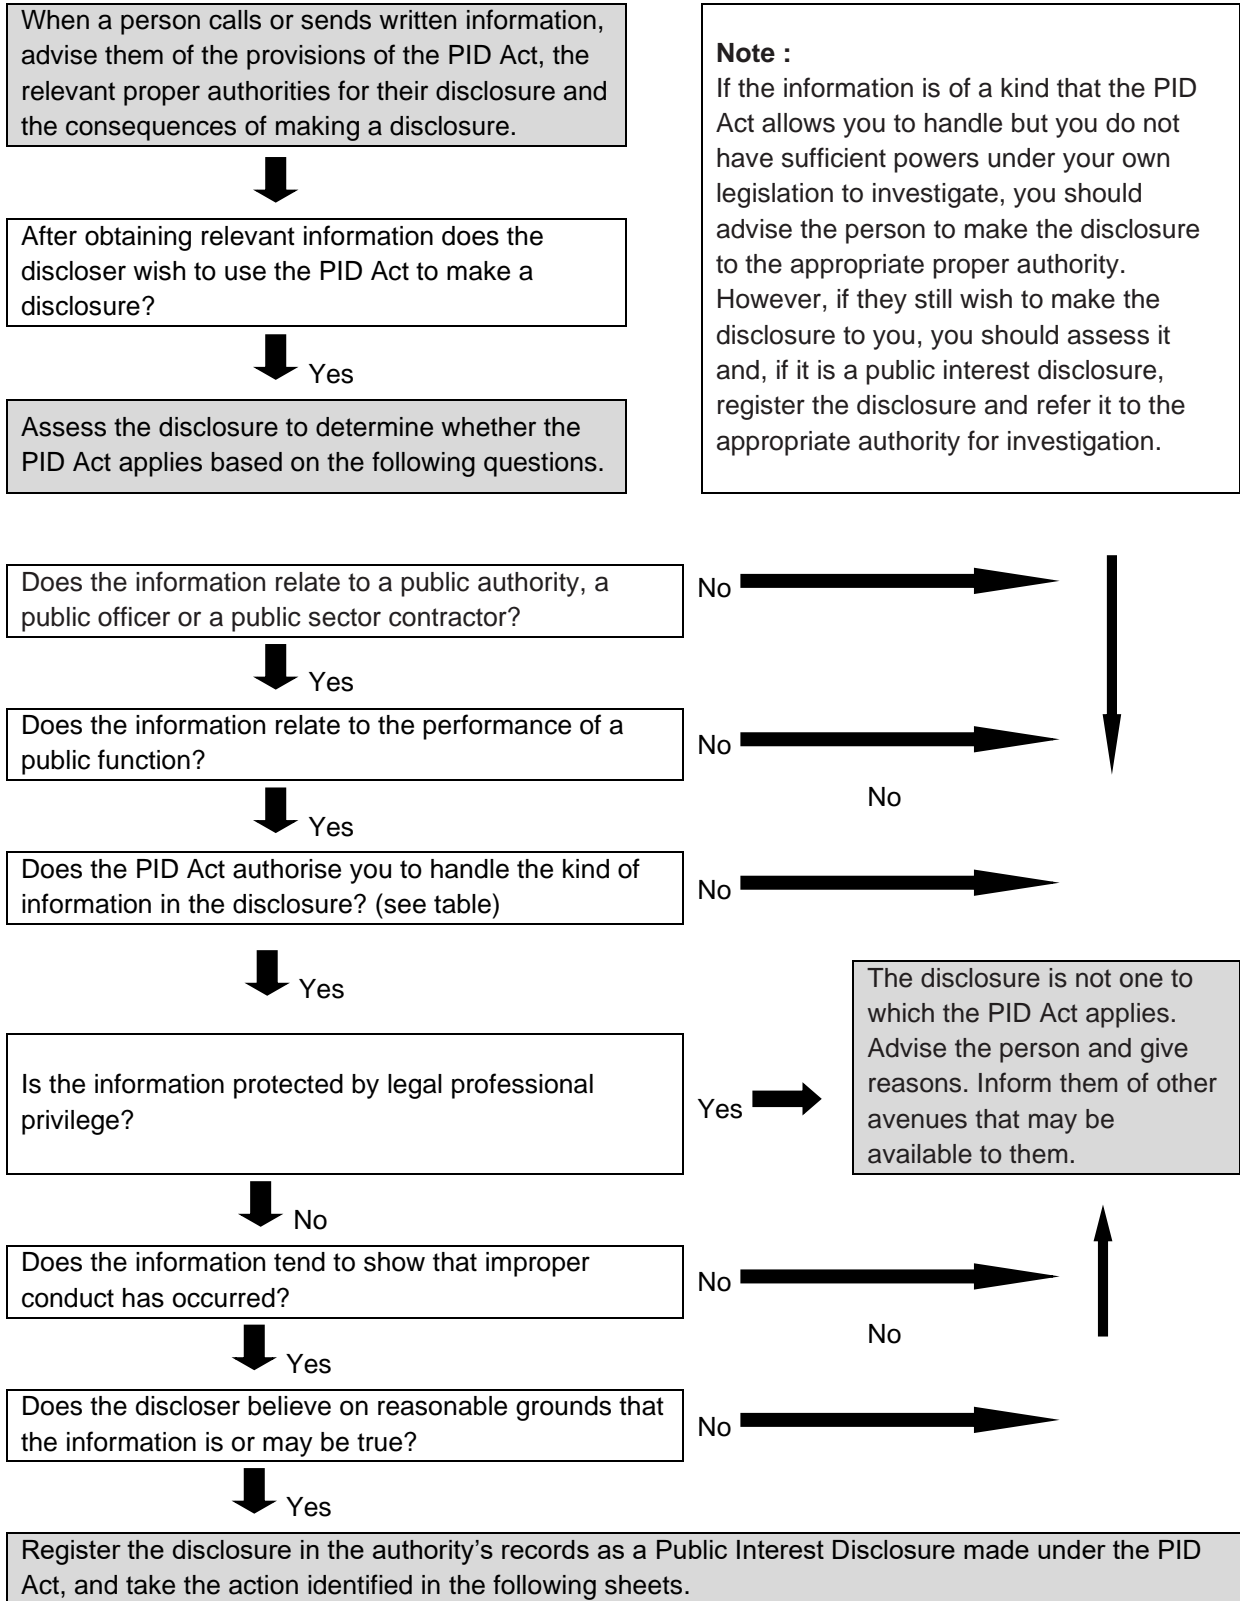 When a person calls or sends written information,
advise them of the provisions of the PID Act, the
relevant proper authorities for their disclosure and
the consequences of making a disclosure.
Note :
If the information is of a kind that the PID
Act allows you to handle but you do not
have sufficient powers under your own
legislation to investigate, you should
advise the person to make the disclosure
to the appropriate proper authority.
However, if they still wish to make the
disclosure to you, you should assess it
and, if it is a public interest disclosure,
register the disclosure and refer it to the
appropriate authority for investigation.
After obtaining relevant information does the
discloser wish to use the PID Act to make a
disclosure?
Yes
Assess the disclosure to determine whether the
PID Act applies based on the following questions.
Does the information relate to a public authority, a
public officer or a public sector contractor?
No
Yes
Does the information relate to the performance of a
public function?
No
No
Yes
Does the PID Act authorise you to handle the kind of
information in the disclosure? (see table)
No
Yes
The disclosure is not one to
which the PID Act applies.
Advise the person and give
reasons. Inform them of other
avenues that may be
available to them.
Is the information protected by legal professional
privilege?
Yes
No
Does the information tend to show that improper
conduct has occurred?
No
No
Yes
Does the discloser believe on reasonable grounds that
the information is or may be true?
No
Yes
Register the disclosure in the authority’s records as a Public Interest Disclosure made under the PID
Act, and take the action identified in the following sheets.